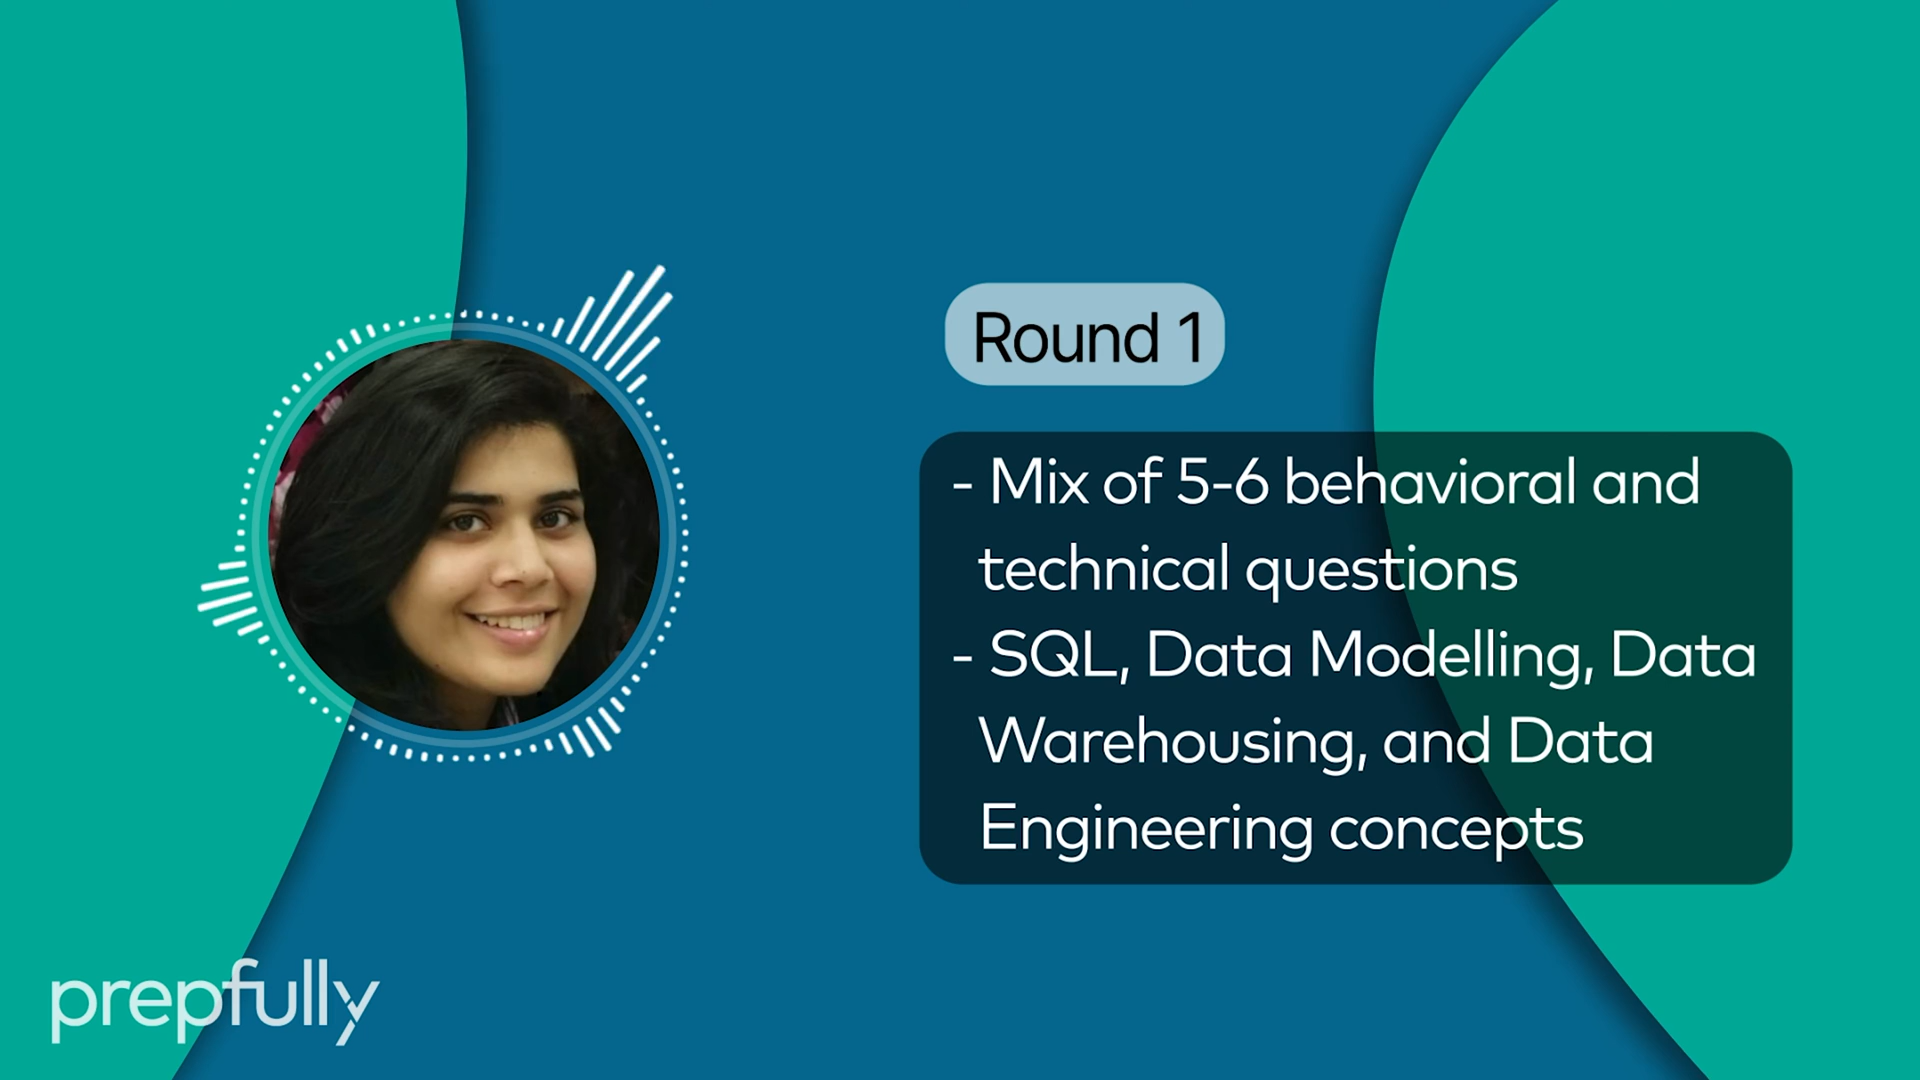 Round 1
- Mix of 5-6 behavioral and
technical questions
- SQL, Data Modelling, Data
Warehousing, and Data
Engineering concepts
prepfully